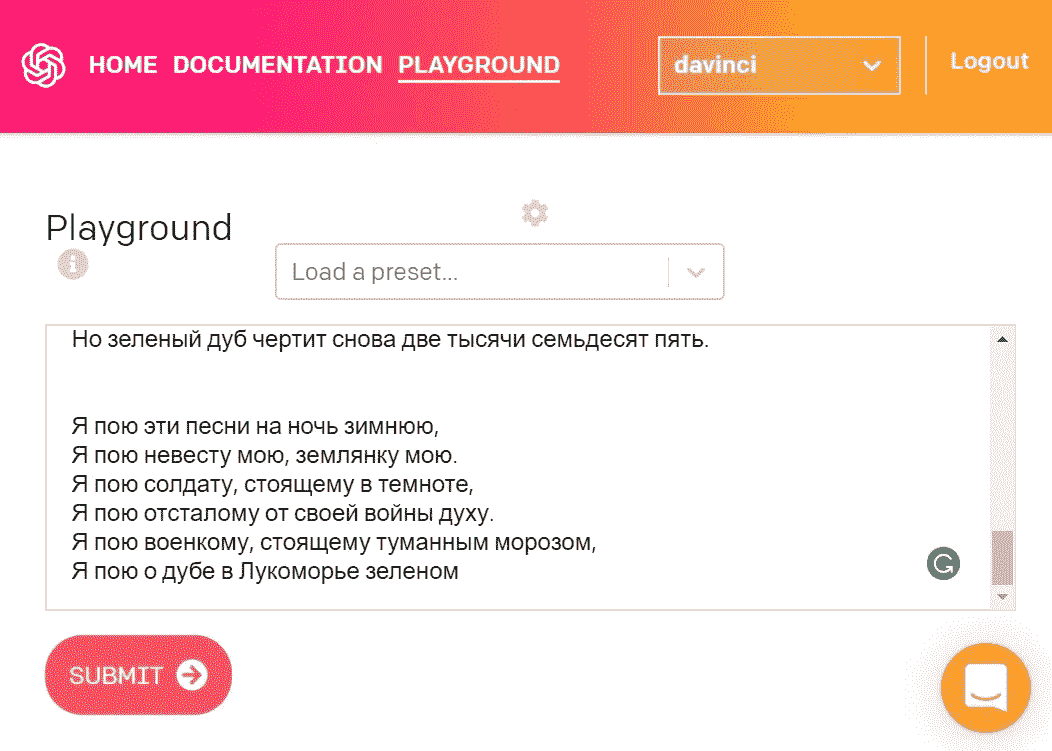 HOME DOCUMENTATION PLAYGROUND davinci Logout
Playground
Load a preset...
Но зеленый дуб чертит снова две тысячи семьдесят пять.
Я пою эти песни на ночь зимнюю,
Я пою невесту мою, землянку мою.
Я пою солдату, стоящему в темноте,
Я пою отсталому от своей войны духу.
Я пою военкому, стоящему туманным морозом,
Я пою о дубе в Лукоморье зеленом
SUBMIT